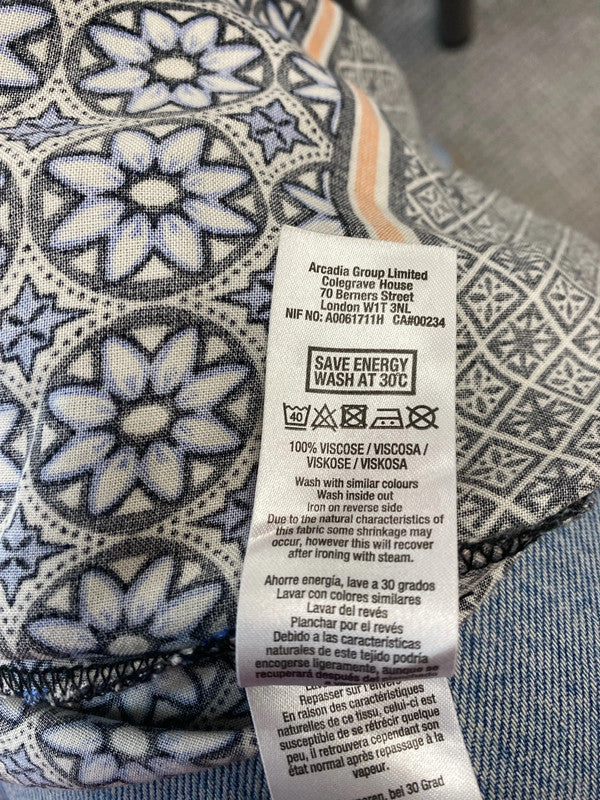 Arcadia Group Limited
Colegrave House
70 Berners Street
London W1T 3NL
NIF NO: A0061711H CA#00234
SAVE ENERGY
WASH AT 30°C
40
100% VISCOSE / VISCOSA /
VISKOSE / VISKOSA
Wash with similar colours
Wash inside out
Iron on reverse side
Due to the natural characteristics of
this fabric some shrinkage may
occur, however this will recover
after ironing with steam.
Ahorre energía, lave a 30 grados
Lavar con colores similares
Lavar del revés
Planchar por el revés
Debido a las características
naturales de este tejido podría
encogerse ligeramente, aunque se
recuperará después del
Repasser sur l'envers
En raison des caractéristiques
naturelles de ce tissu, celui-ci est
susceptible de se rétrécir quelque
peu, il retrouvera cependant son
état normal après repassage à la
vapeur.
bei 30 Grad